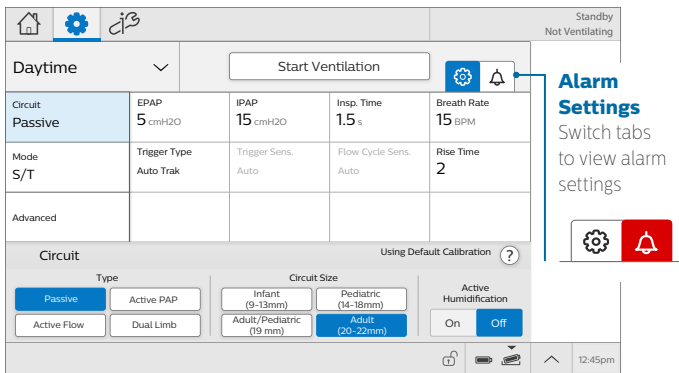 Standby
Not Ventilating
Daytime
Start Ventilation
Circuit
Passive
EPAP
5 cmH2O
IPAP
15 cmH2O
Insp. Time
1.5 s
Breath Rate
15 BPM
Mode
S/T
Trigger Type
Auto Trak
Trigger Sens.
Auto
Flow Cycle Sens.
Auto
Rise Time
2
Advanced
Circuit
Using Default Calibration
?
Type
Passive
Active PAP
Active Flow
Dual Limb
Circuit Size
Infant
(9-13mm)
Pediatric
(14-18mm)
Adult/Pediatric
(19 mm)
Adult
(20-22mm)
Active
Humidification
On
Off
12:45pm
Alarm
Settings
Switch tabs
to view alarm
settings